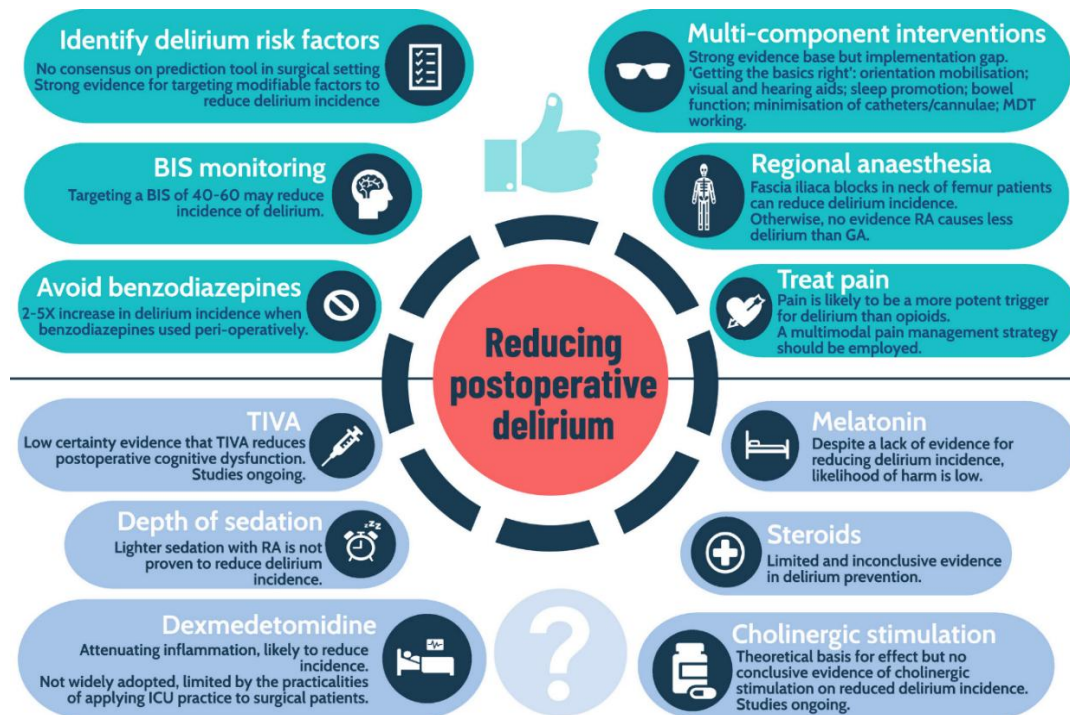 Identify delirium risk factors
No consensus on prediction tool in surgical setting
Strong evidence for targeting modifiable factors to
reduce delirium incidence
BIS monitoring
Targeting a BIS of 40-60 may reduce
incidence of delirium.
Avoid benzodiazepines
2-5X increase in delirium incidence when
benzodiazepines used peri-operatively.
Multi-component interventions
Strong evidence base but implementation gap.
'Getting the basics right': orientation mobilisation;
visual and hearing aids; sleep promotion; bowel
function; minimisation of catheters/cannulae; MDT
working.
Regional anaesthesia
Fascia iliaca blocks in neck of femur patients
can reduce delirium incidence.
Otherwise, no evidence RA causes less
delirium than GA.
Treat pain
Pain is likely to be a more potent trigger
for delirium than opioids.
A multimodal pain management strategy
should be employed.
Reducing
postoperative
delirium
TIVA
Low certainty evidence that TIVA reduces
postoperative cognitive dysfunction.
Studies ongoing.
Depth of sedation
Lighter sedation with RA is not
proven to reduce delirium
incidence.
zzZ
Dexmedetomidine
Attenuating inflammation, likely to reduce
incidence.
Not widely adopted, limited by the practicalities
of applying ICU practice to surgical patients.
?
Melatonin
Despite a lack of evidence for
reducing delirium incidence,
likelihood of harm is low.
Steroids
Limited and inconclusive evidence
in delirium prevention.
Cholinergic stimulation
Theoretical basis for effect but no
conclusive evidence of cholinergic
stimulation on reduced delirium incidence.
Studies ongoing.